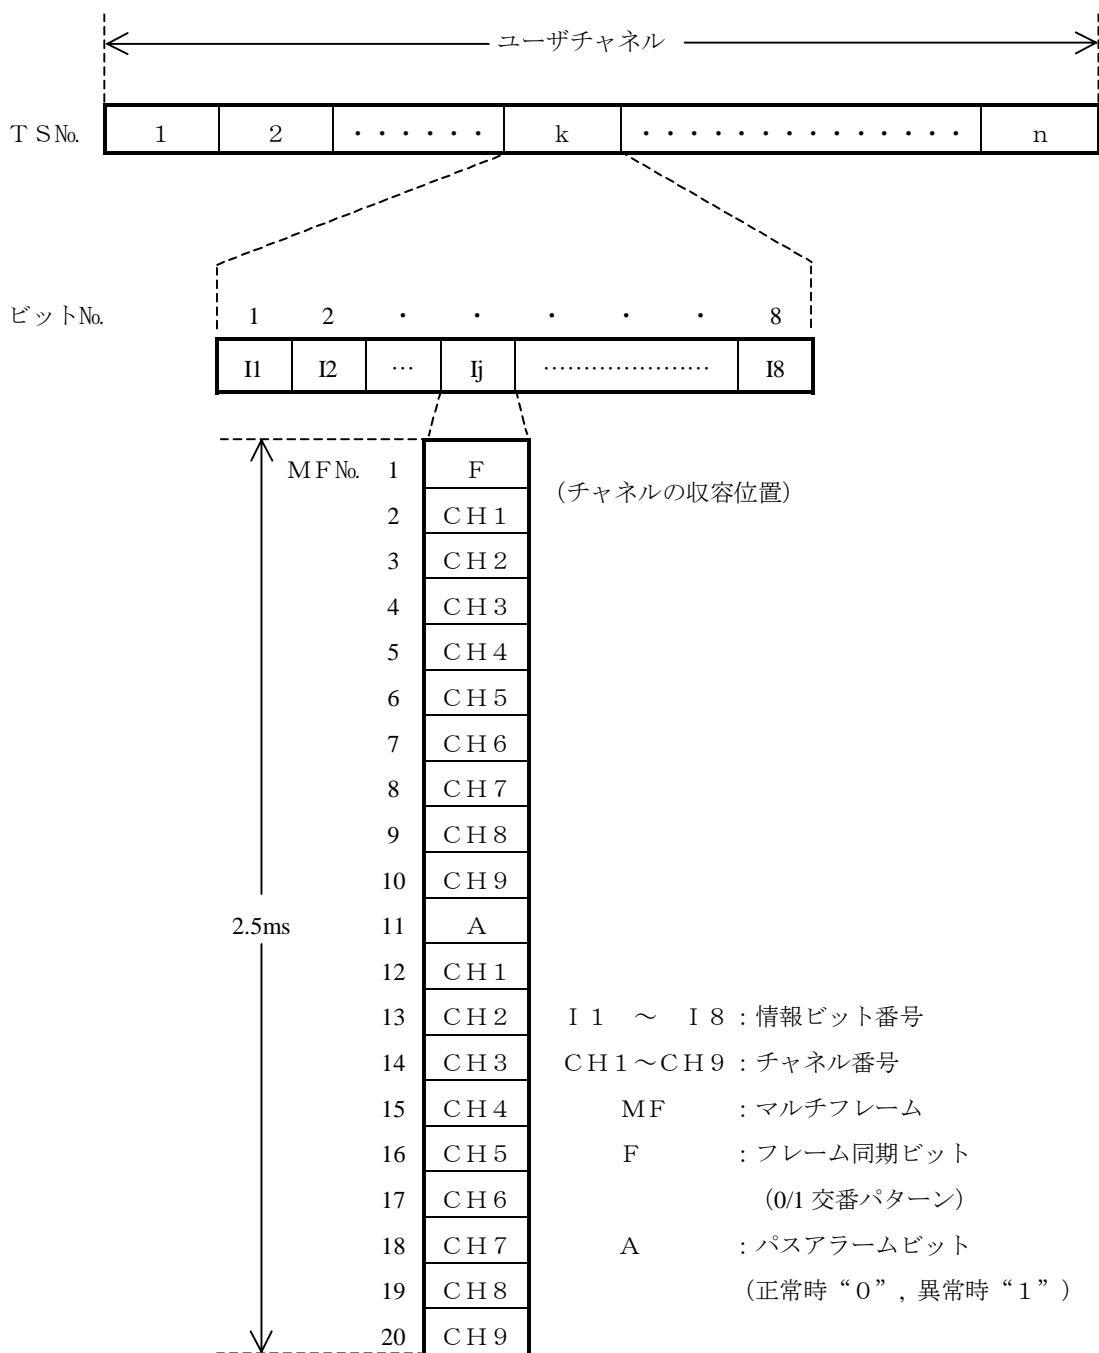 ユーザチャネル
ＴＳ№ １ ２ ・・・・・・ ｋ ・・・・・・・・・・・・・・ ｎ
ビット№ 1 2 ・ ・ ・ ・ ・ 8
I1 I2 … Ij ………………… I8
ＭＦ№ 1 Ｆ
（チャネルの収容位置）
2 ＣＨ１
3 ＣＨ２
4 ＣＨ３
5 ＣＨ４
6 ＣＨ５
7 ＣＨ６
8 ＣＨ７
9 ＣＨ８
10 ＣＨ９
2.5ms 11 Ａ
12 ＣＨ１
13 ＣＨ２ Ｉ１ ～ Ｉ８：情報ビット番号
14 ＣＨ３ ＣＨ１～ＣＨ９：チャネル番号
15 ＣＨ４ ＭＦ ：マルチフレーム
16 ＣＨ５ Ｆ ：フレーム同期ビット
17 ＣＨ６ （0/1 交番パターン）
18 ＣＨ７ Ａ ：パスアラームビット
19 ＣＨ８ （正常時“０”, 異常時“１”）
20 ＣＨ９